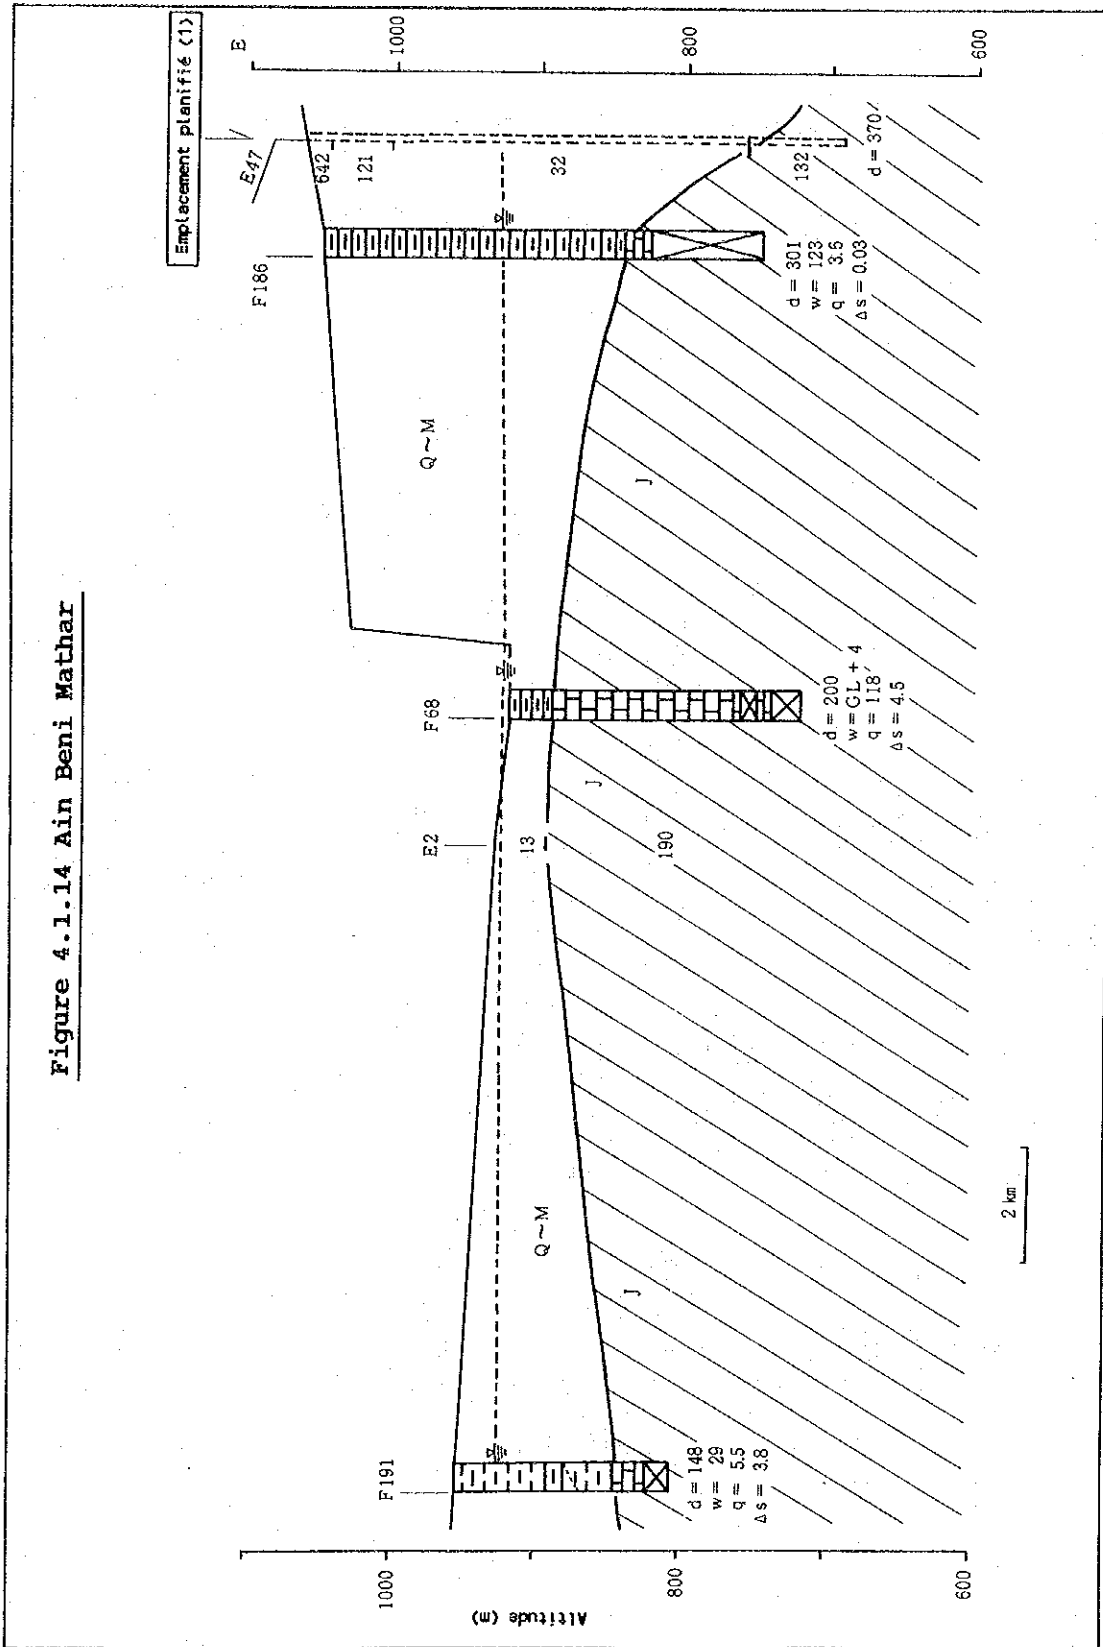 Figure 4.1.14 Ain Beni Mathar
Emplacement planifié (1)
E
E47
F186
F68
E2
F191
1000
800
600
Altitude (m)
1000
800
600
642
121
32
132
d = 370
Q~M
J
d = 301
w = 123
q = 3.5
Δs = 0.03
d = 200
w = GL + 4
q = 118
Δs = 4.5
13
J
190
Q~M
J
d = 148
w = 29
q = 5.5
Δs = 3.8
2 km